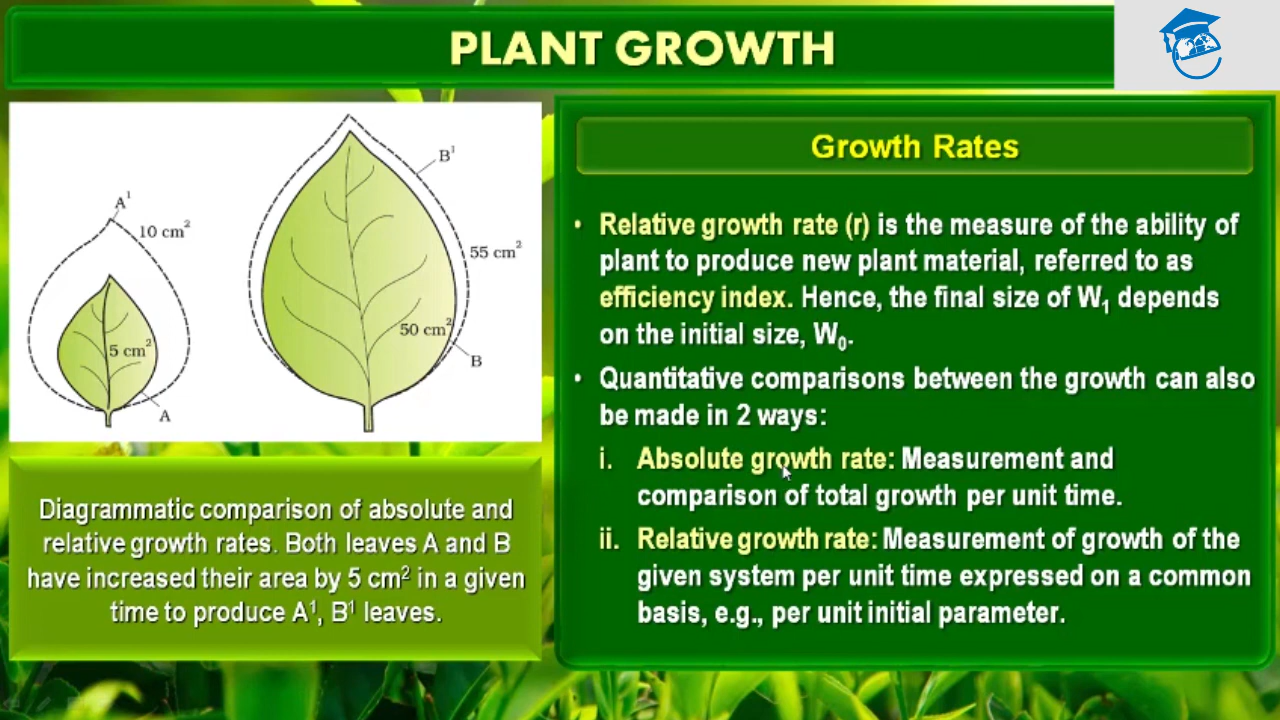 PLANT GROWTH
A¹
10 cm²
5 cm²
A
B¹
55 cm²
50 cm²
B
Diagrammatic comparison of absolute and
relative growth rates. Both leaves A and B
have increased their area by 5 cm² in a given
time to produce A¹, B¹ leaves.
Growth Rates
• Relative growth rate (r) is the measure of the ability of
plant to produce new plant material, referred to as
efficiency index. Hence, the final size of W₁ depends
on the initial size, W₀.
• Quantitative comparisons between the growth can also
be made in 2 ways:
i. Absolute growth rate: Measurement and
comparison of total growth per unit time.
ii. Relative growth rate: Measurement of growth of the
given system per unit time expressed on a common
basis, e.g., per unit initial parameter.